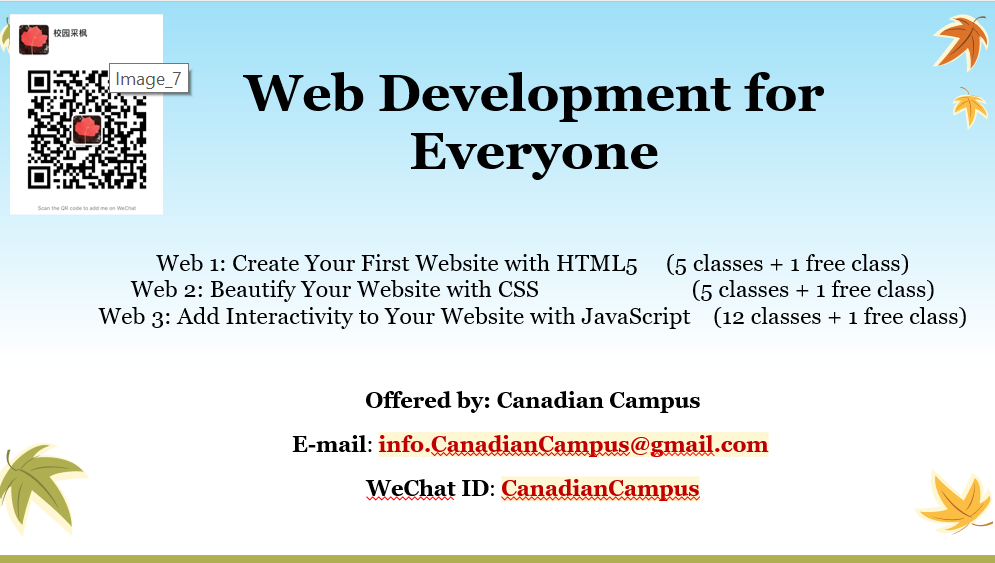 校园采枫
Image_7
Scan the QR code to add me on WeChat
Web Development for
Everyone
Web 1: Create Your First Website with HTML5 (5 classes + 1 free class)
Web 2: Beautify Your Website with CSS (5 classes + 1 free class)
Web 3: Add Interactivity to Your Website with JavaScript (12 classes + 1 free class)
Offered by: Canadian Campus
E-mail: info.CanadianCampus@gmail.com
WeChat ID: CanadianCampus